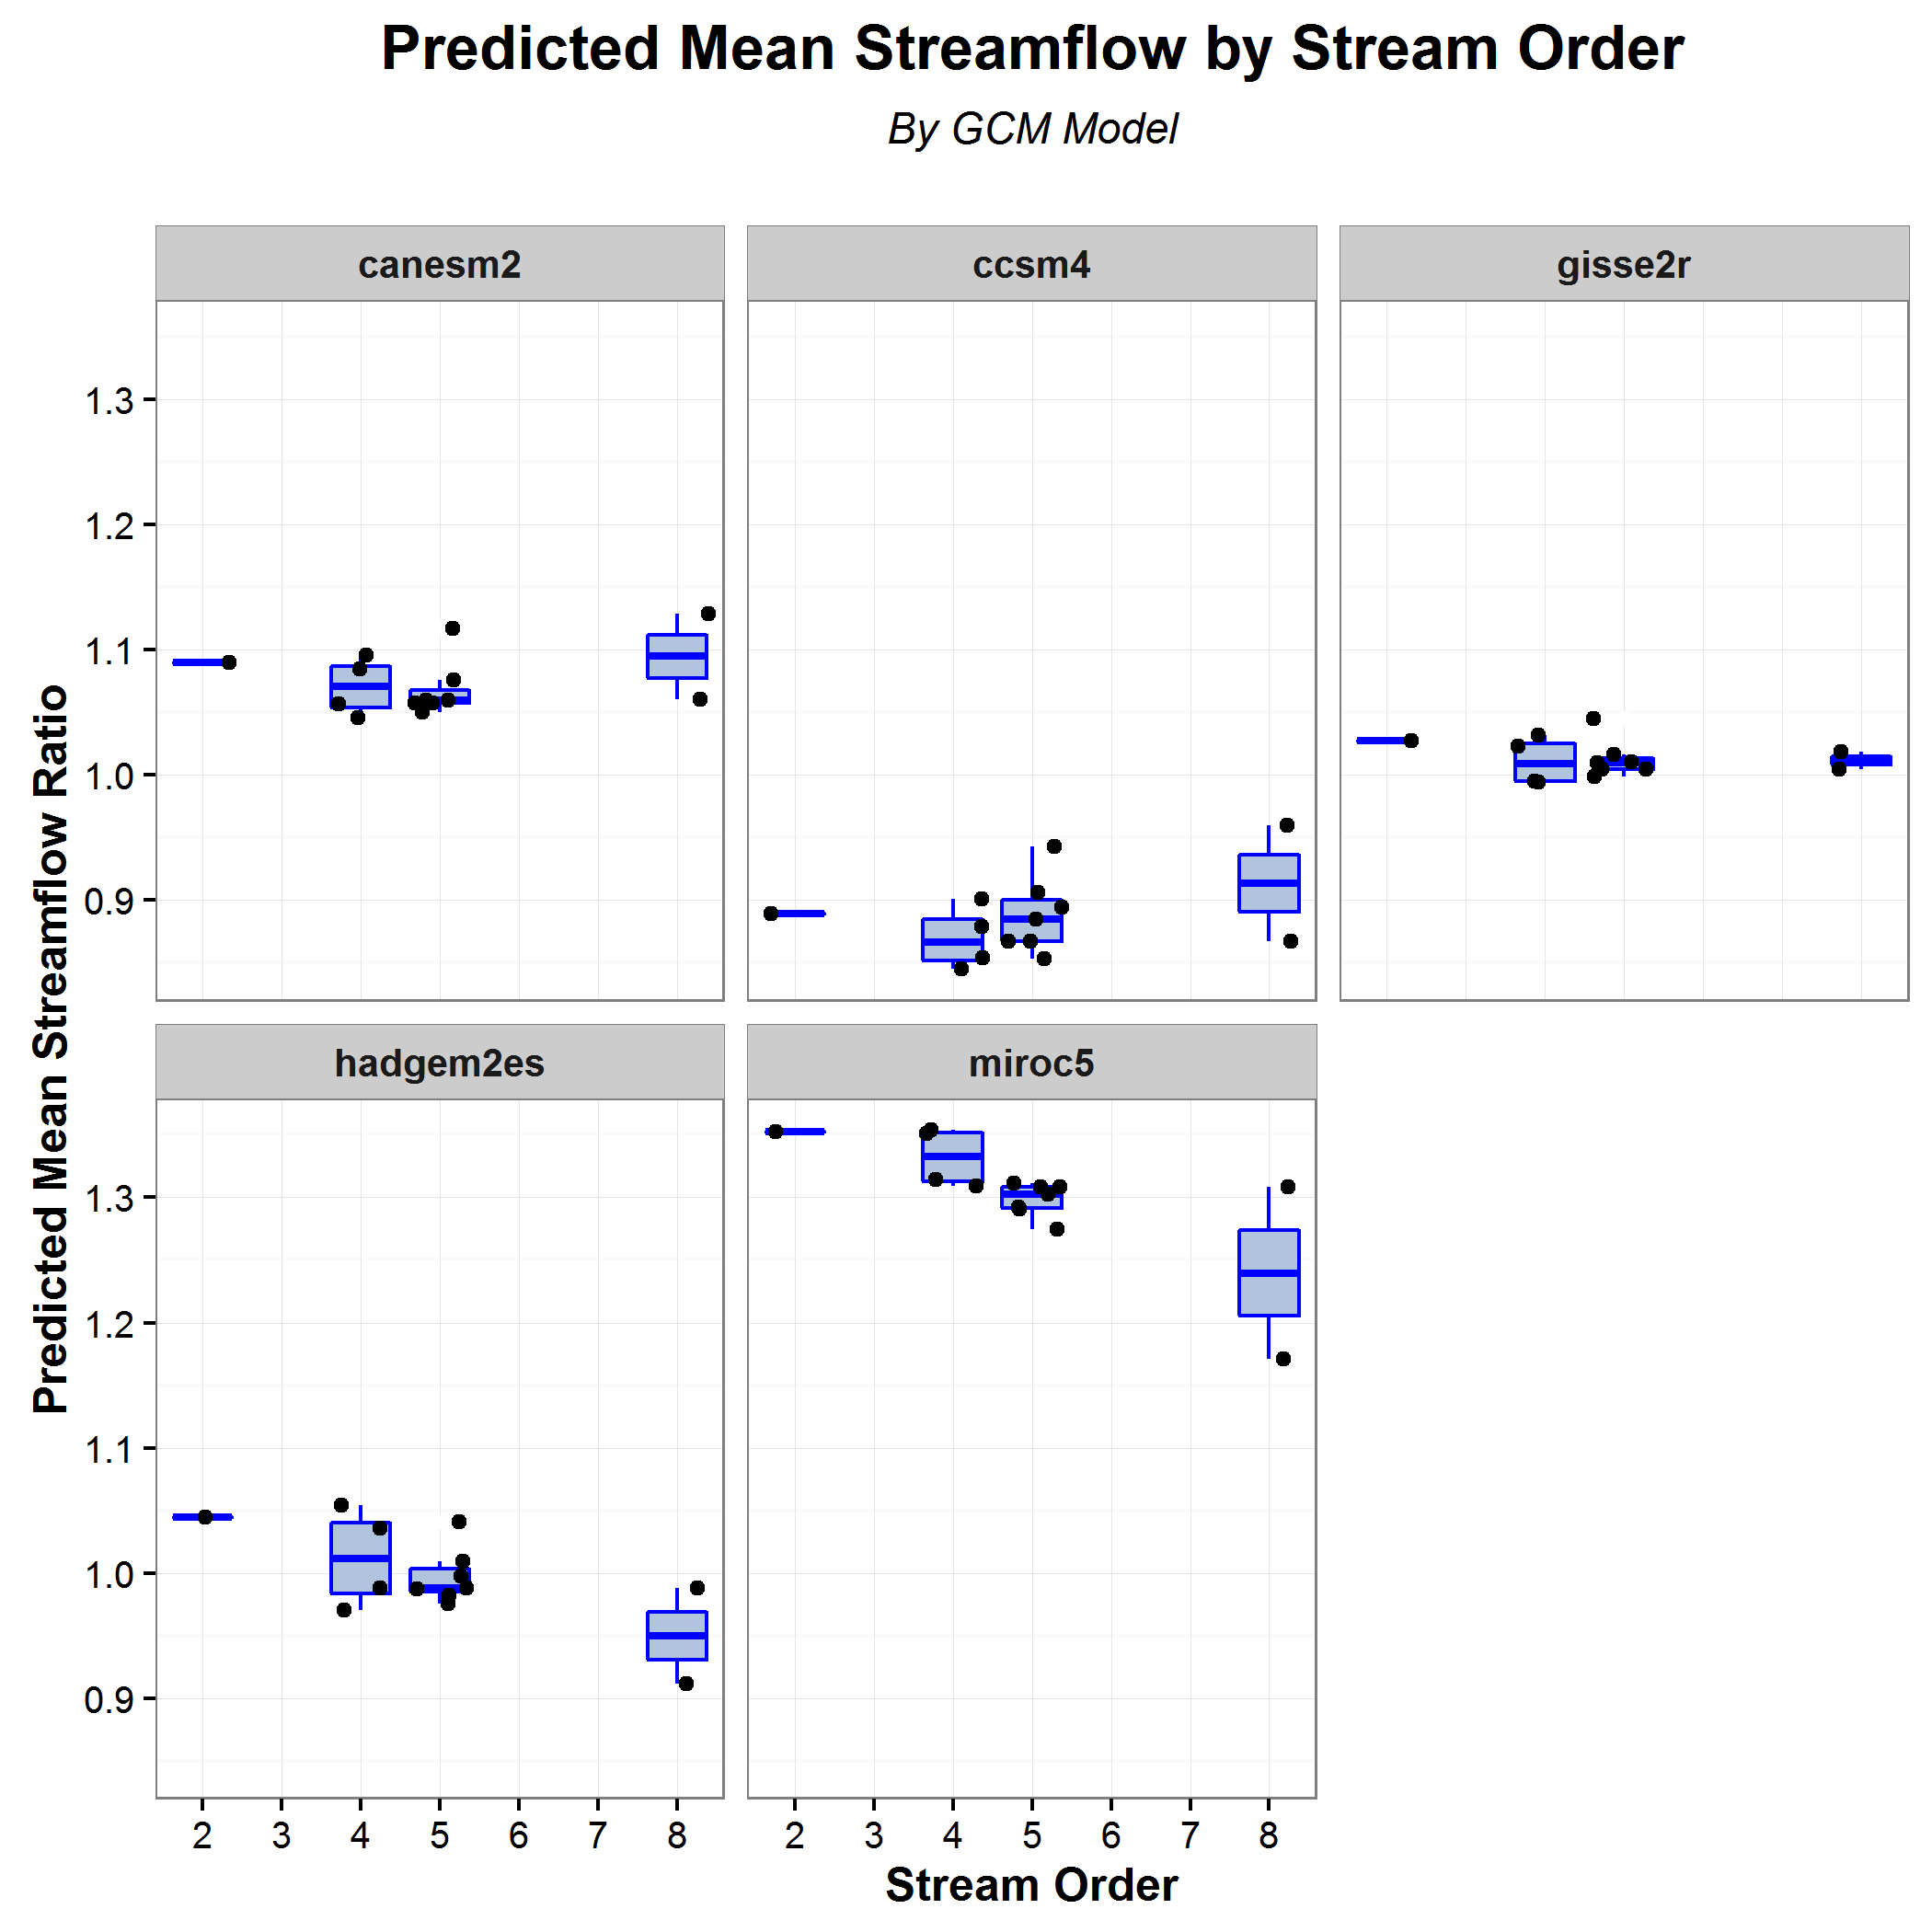 Predicted Mean Streamflow by Stream Order
By GCM Model
canesm2
ccsm4
gisse2r
1.3
1.2
1.1
1.0
0.9
Predicted Mean Streamflow Ratio
hadgem2es
miroc5
1.3
1.2
1.1
1.0
0.9
2 3 4 5 6 7 8
2 3 4 5 6 7 8
Stream Order